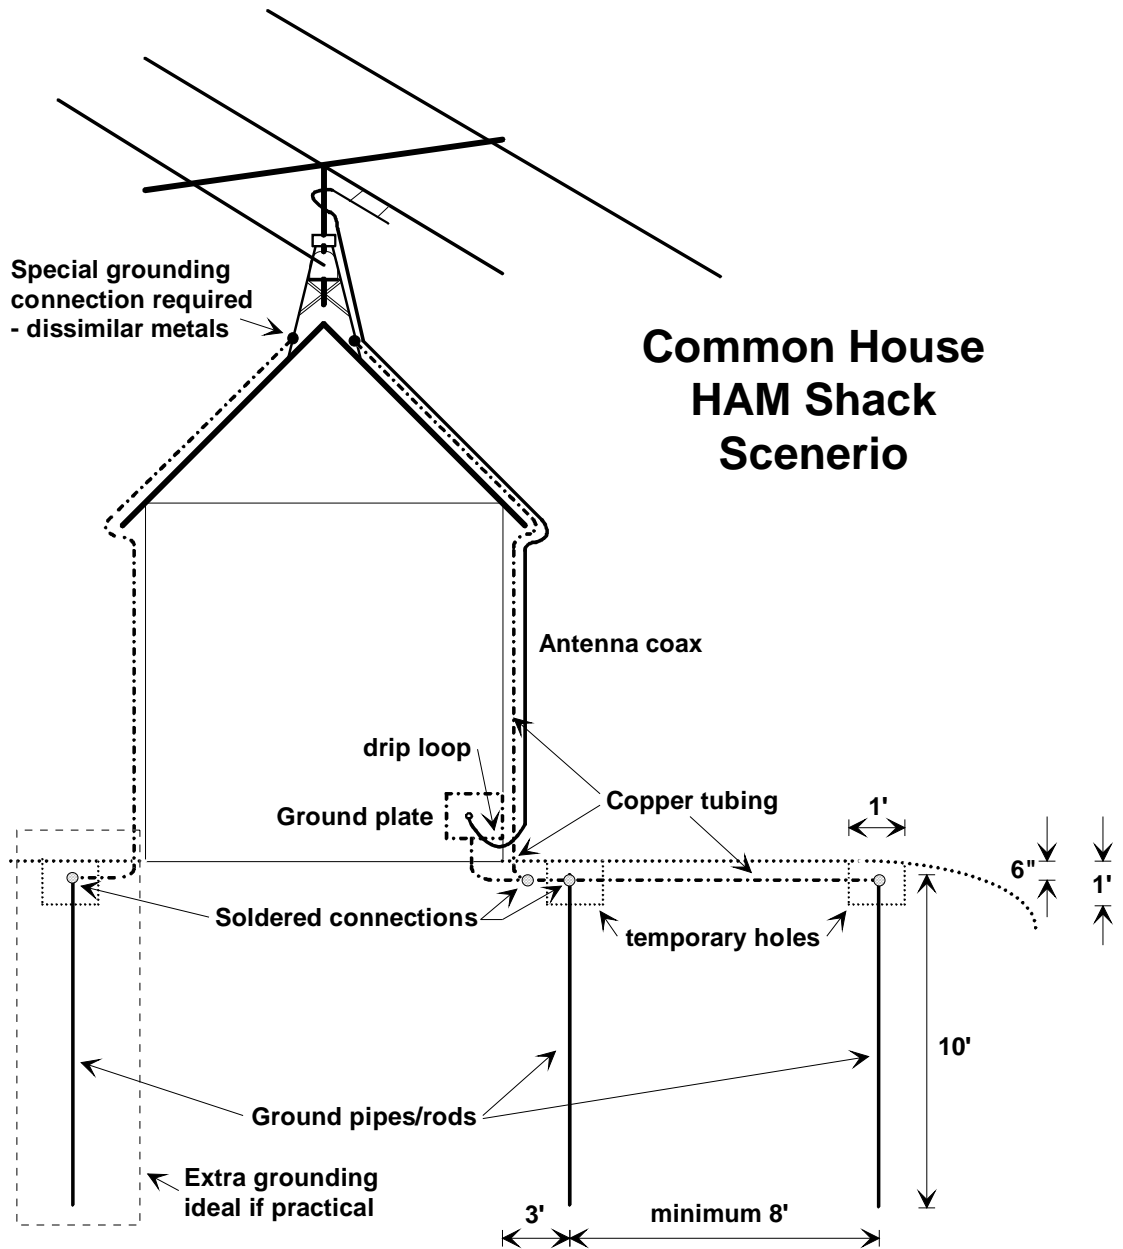 Special grounding
connection required
- dissimilar metals
Common House
HAM Shack
Scenerio
Antenna coax
drip loop
Ground plate
Copper tubing
1'
6"
1'
Soldered connections
temporary holes
10'
Ground pipes/rods
Extra grounding
ideal if practical
3'
minimum 8'